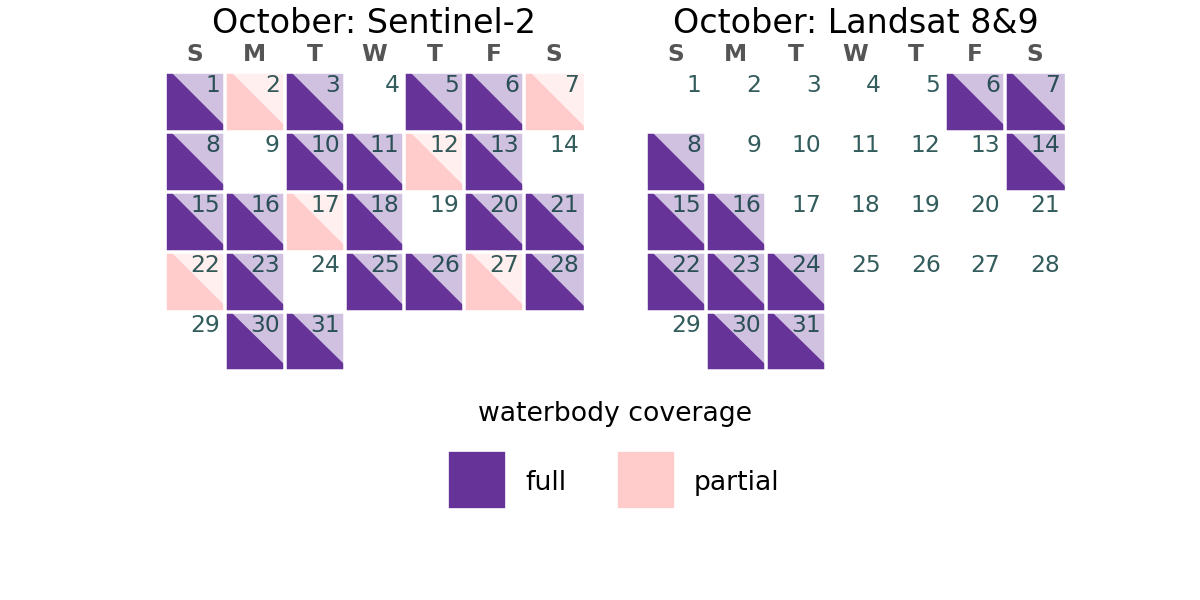 October: Sentinel-2
S M T W T F S
1 2 3 4 5 6 7
8 9 10 11 12 13 14
15 16 17 18 19 20 21
22 23 24 25 26 27 28
29 30 31
October: Landsat 8&9
S M T W T F S
1 2 3 4 5 6 7
8 9 10 11 12 13 14
15 16 17 18 19 20 21
22 23 24 25 26 27 28
29 30 31
waterbody coverage
full partial